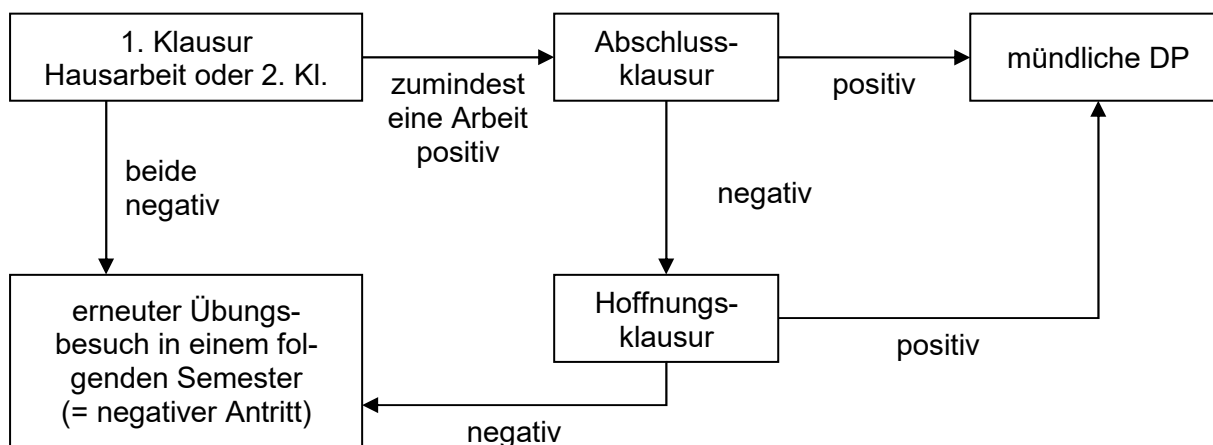 1. Klausur
Hausarbeit oder 2. Kl.
zumindest
eine Arbeit
positiv
Abschluss-
klausur
positiv
mündliche DP
beide
negativ
negativ
erneuter Übungs-
besuch in einem fol-
genden Semester
(= negativer Antritt)
Hoffnungs-
klausur
positiv
negativ